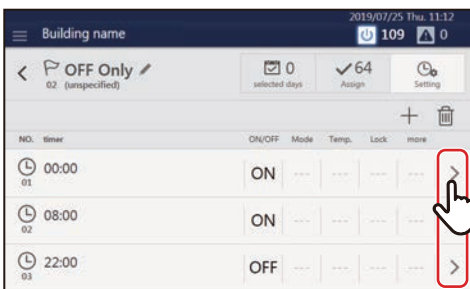 2019/07/25 Thu. 11:12
Building name
109
0
OFF Only
02 (unspecified)
0
selected days
64
Assign
Setting
NO. timer ON/OFF Mode Temp. Lock more
01 00:00 ON --- --- --- ---
02 08:00 ON --- --- --- ---
03 22:00 OFF --- --- --- ---